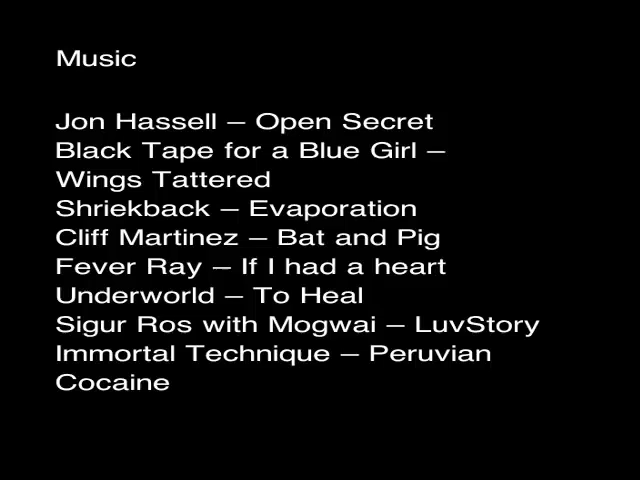 Music
Jon Hassell – Open Secret
Black Tape for a Blue Girl –
Wings Tattered
Shriekback – Evaporation
Cliff Martinez – Bat and Pig
Fever Ray – If I had a heart
Underworld – To Heal
Sigur Ros with Mogwai – LuvStory
Immortal Technique – Peruvian
Cocaine